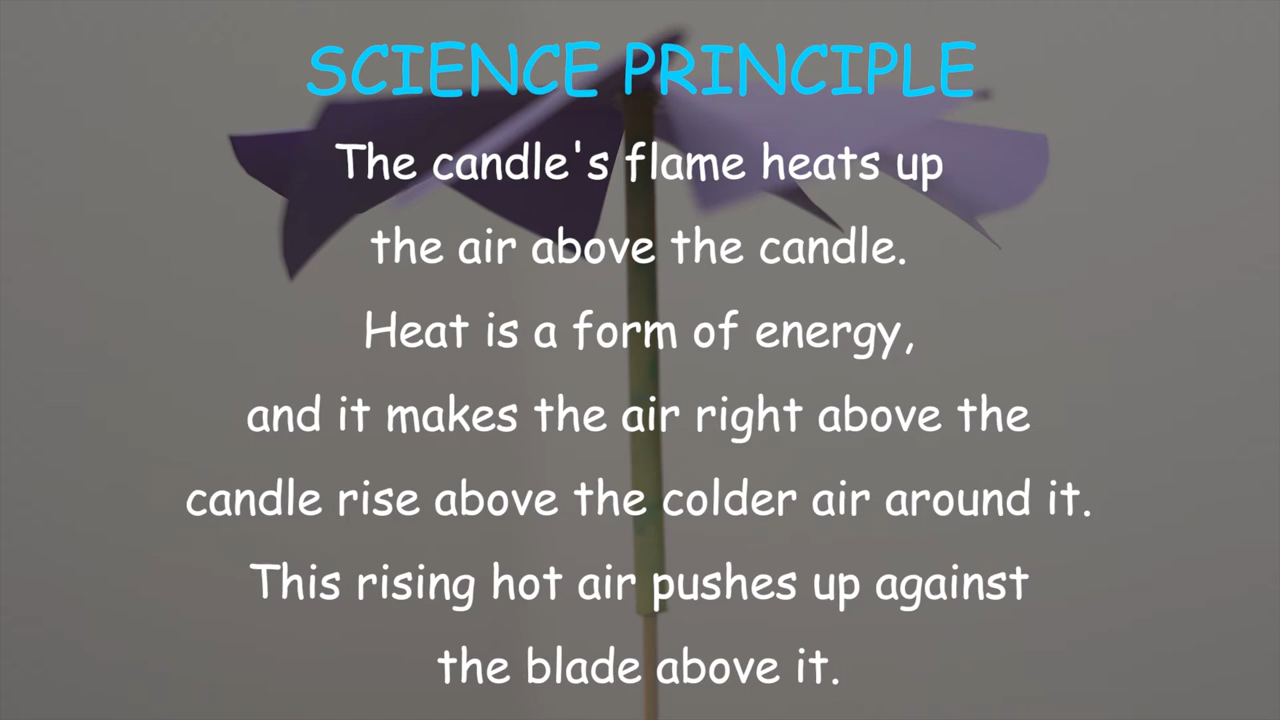 SCIENCE PRINCIPLE
The candle's flame heats up
the air above the candle.
Heat is a form of energy,
and it makes the air right above the
candle rise above the colder air around it.
This rising hot air pushes up against
the blade above it.